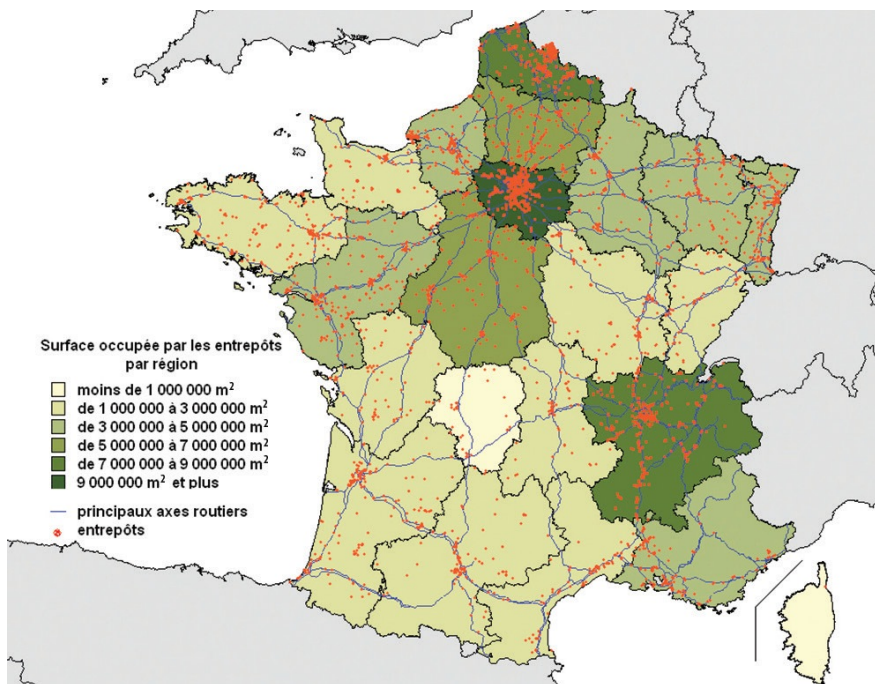 Surface occupée par les entrepôts
par région
moins de 1 000 000 m²
de 1 000 000 à 3 000 000 m²
de 3 000 000 à 5 000 000 m²
de 5 000 000 à 7 000 000 m²
de 7 000 000 à 9 000 000 m²
9 000 000 m² et plus
principaux axes routiers
entrepôts